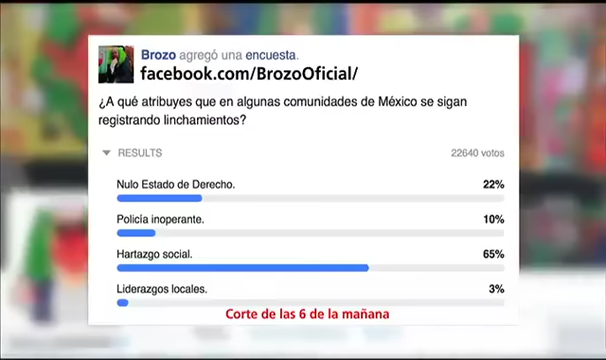 Brozo agregó una encuesta.
facebook.com/BrozoOficial/
¿A qué atribuyes que en algunas comunidades de México se sigan
registrando linchamientos?
RESULTS 22640 votos
Nulo Estado de Derecho. 22%
Policía inoperante. 10%
Hartazgo social. 65%
Liderazgos locales. 3%
Corte de las 6 de la mañana